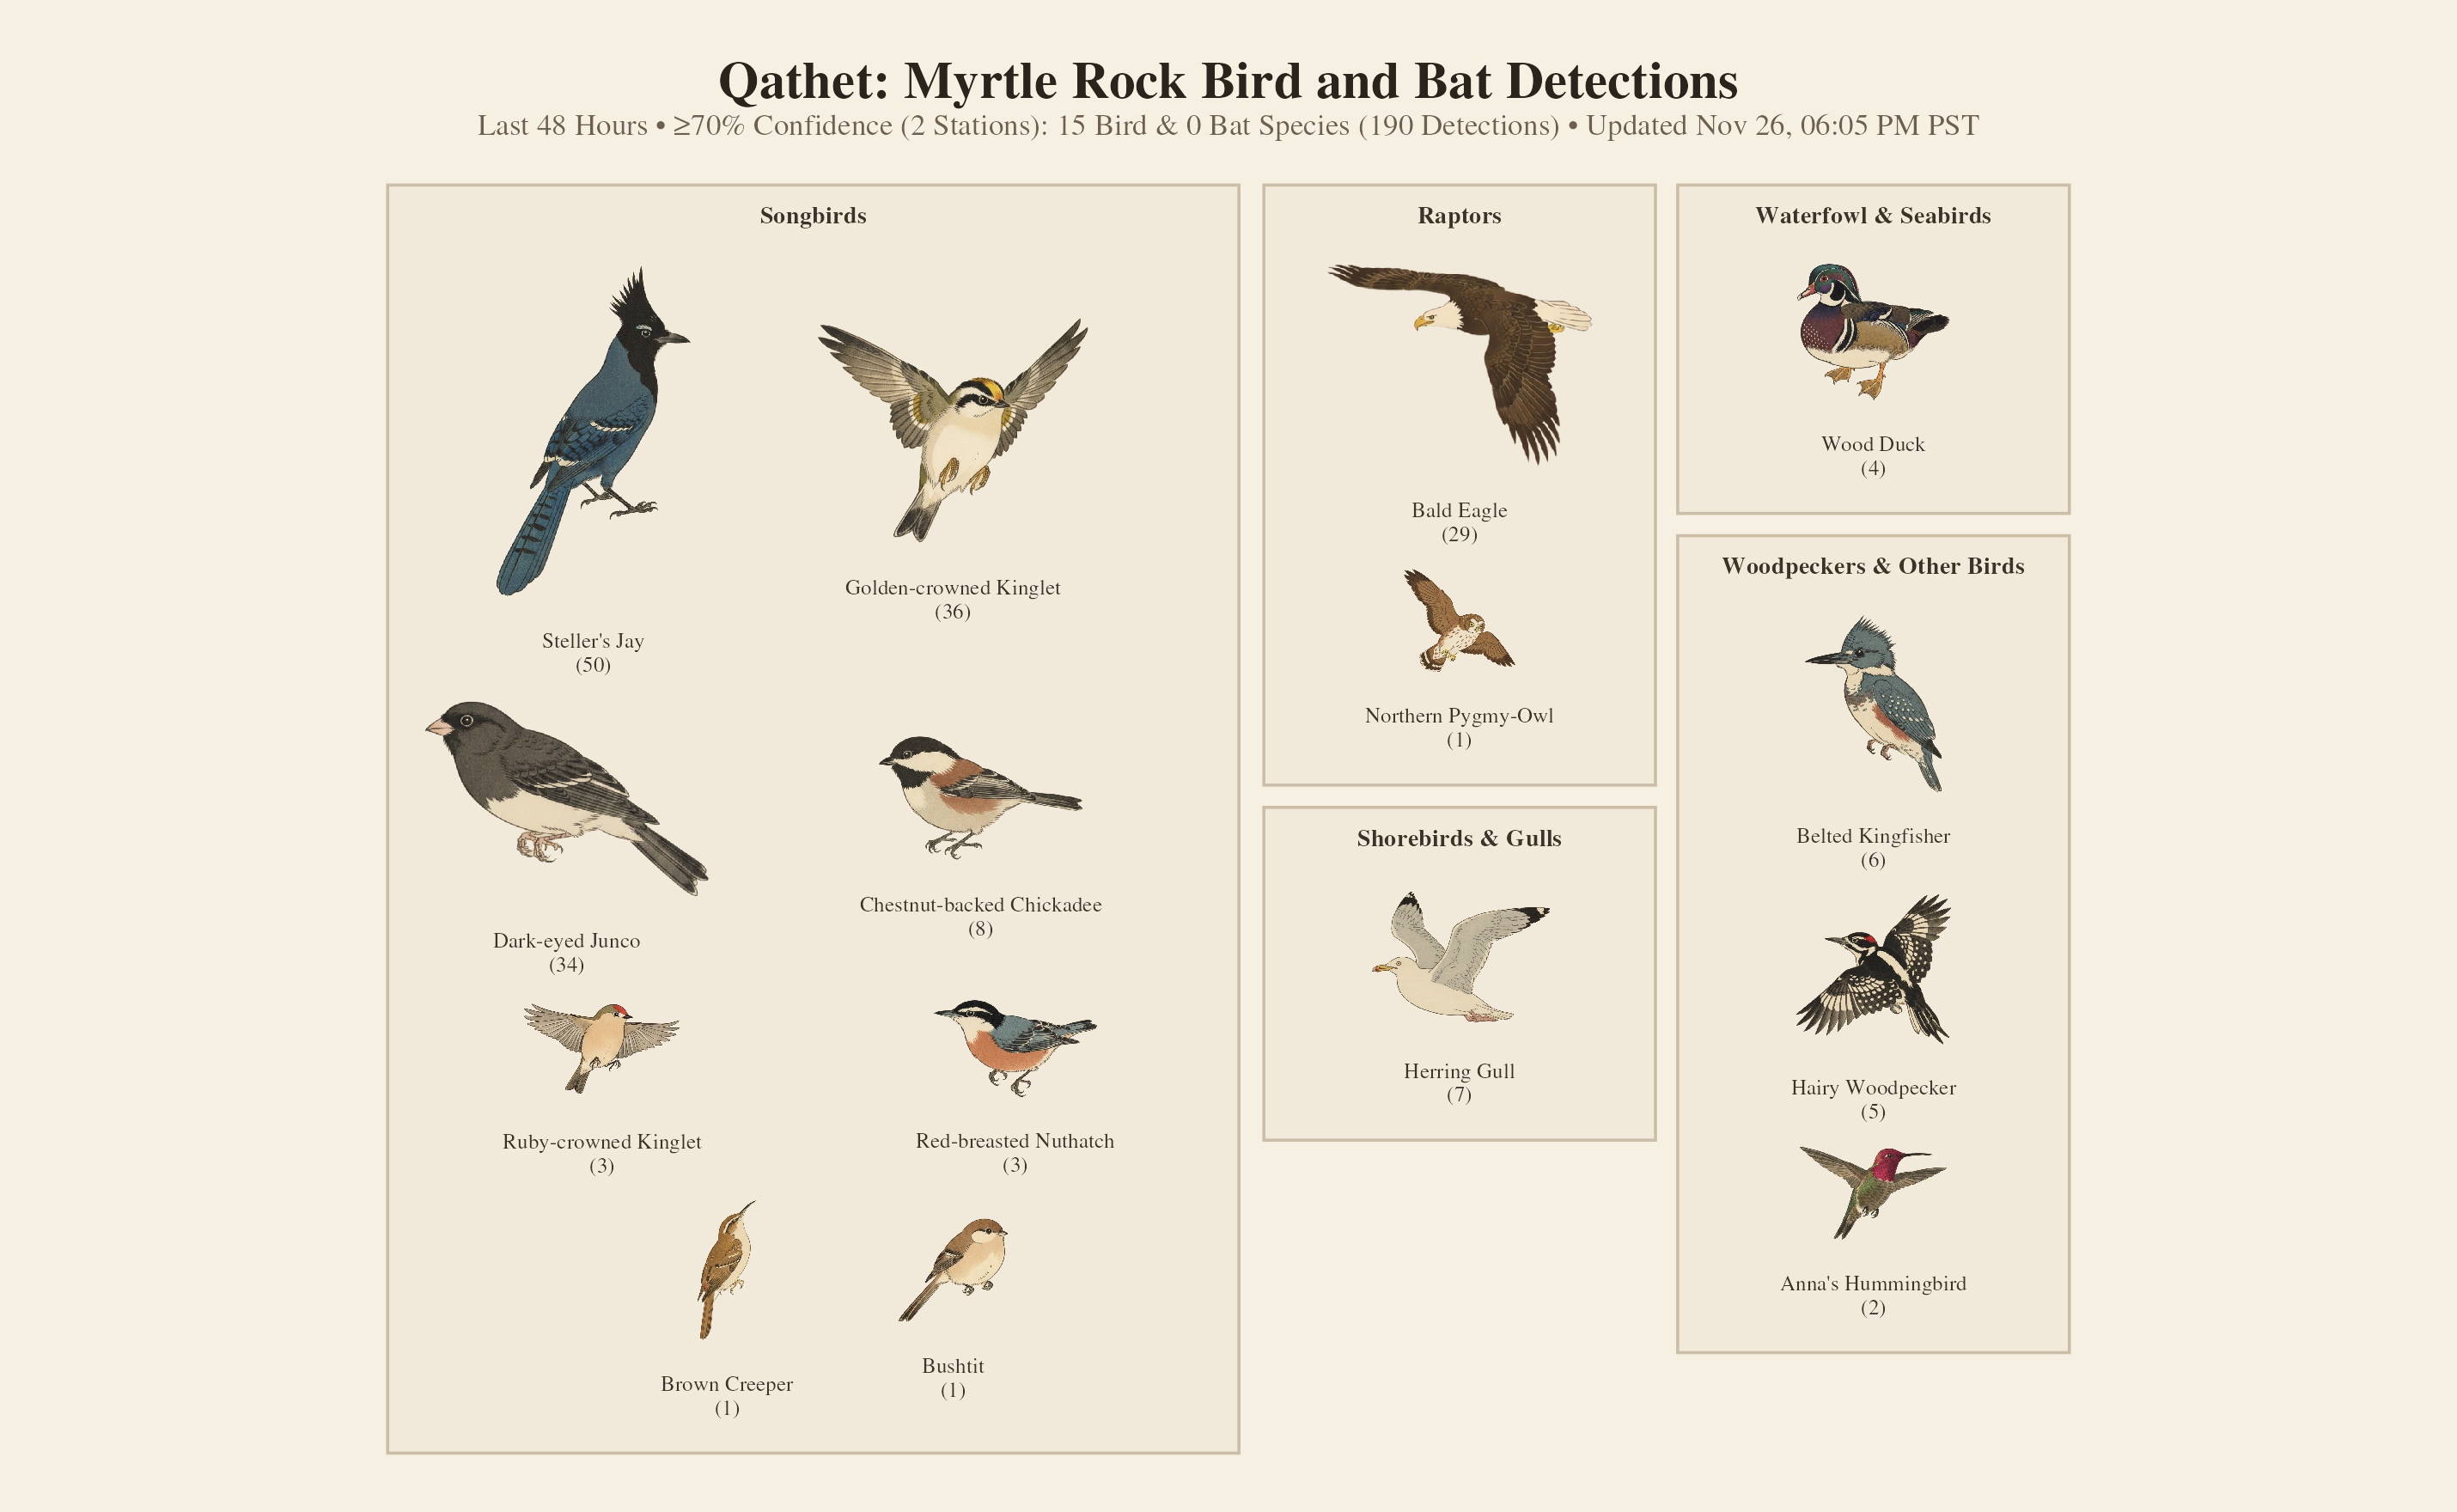 Qathet: Myrtle Rock Bird and Bat Detections
Last 48 Hours • ≥70% Confidence (2 Stations): 15 Bird & 0 Bat Species (190 Detections) • Updated Nov 26, 06:05 PM PST
Songbirds
Steller's Jay
(50)
Golden-crowned Kinglet
(36)
Dark-eyed Junco
(34)
Chestnut-backed Chickadee
(8)
Ruby-crowned Kinglet
(3)
Red-breasted Nuthatch
(3)
Brown Creeper
(1)
Bushtit
(1)
Raptors
Bald Eagle
(29)
Northern Pygmy-Owl
(1)
Shorebirds & Gulls
Herring Gull
(7)
Waterfowl & Seabirds
Wood Duck
(4)
Woodpeckers & Other Birds
Belted Kingfisher
(6)
Hairy Woodpecker
(5)
Anna's Hummingbird
(2)